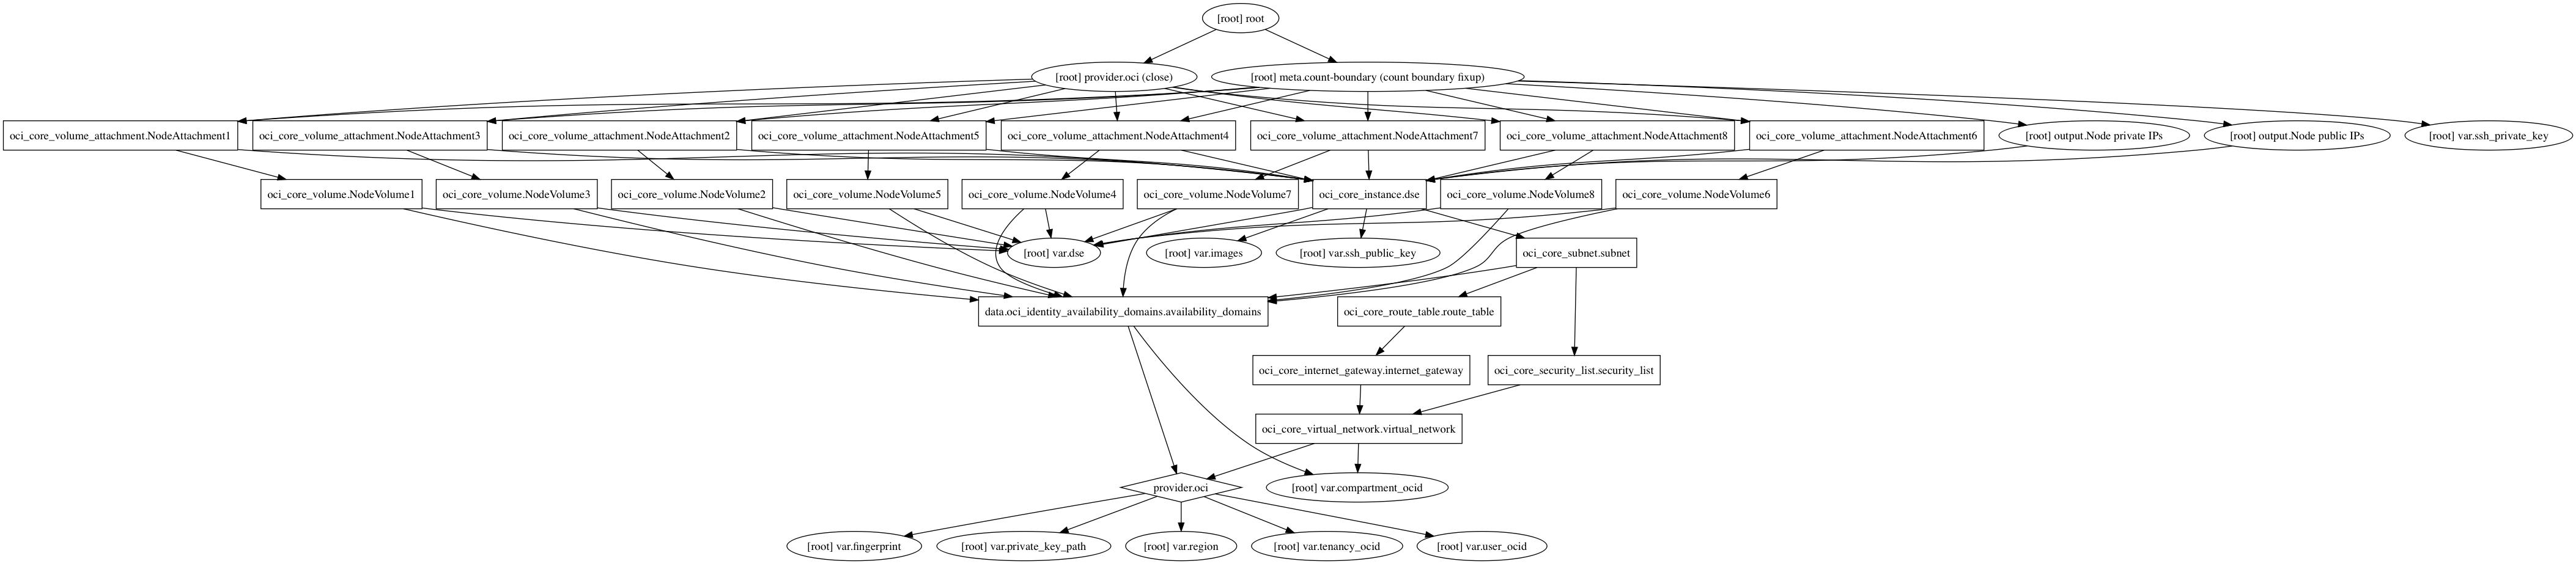 [root] root
[root] provider.oci (close)
[root] meta.count-boundary (count boundary fixup)
oci_core_volume_attachment.NodeAttachment1
oci_core_volume_attachment.NodeAttachment3
oci_core_volume_attachment.NodeAttachment2
oci_core_volume_attachment.NodeAttachment5
oci_core_volume_attachment.NodeAttachment4
oci_core_volume_attachment.NodeAttachment7
oci_core_volume_attachment.NodeAttachment8
oci_core_volume_attachment.NodeAttachment6
[root] output.Node private IPs
[root] output.Node public IPs
[root] var.ssh_private_key
oci_core_volume.NodeVolume1
oci_core_volume.NodeVolume3
oci_core_volume.NodeVolume2
oci_core_volume.NodeVolume5
oci_core_volume.NodeVolume4
oci_core_volume.NodeVolume7
oci_core_instance.dse
oci_core_volume.NodeVolume8
oci_core_volume.NodeVolume6
[root] var.dse
[root] var.images
[root] var.ssh_public_key
oci_core_subnet.subnet
data.oci_identity_availability_domains.availability_domains
oci_core_route_table.route_table
oci_core_internet_gateway.internet_gateway
oci_core_security_list.security_list
oci_core_virtual_network.virtual_network
provider.oci
[root] var.compartment_ocid
[root] var.fingerprint
[root] var.private_key_path
[root] var.region
[root] var.tenancy_ocid
[root] var.user_ocid